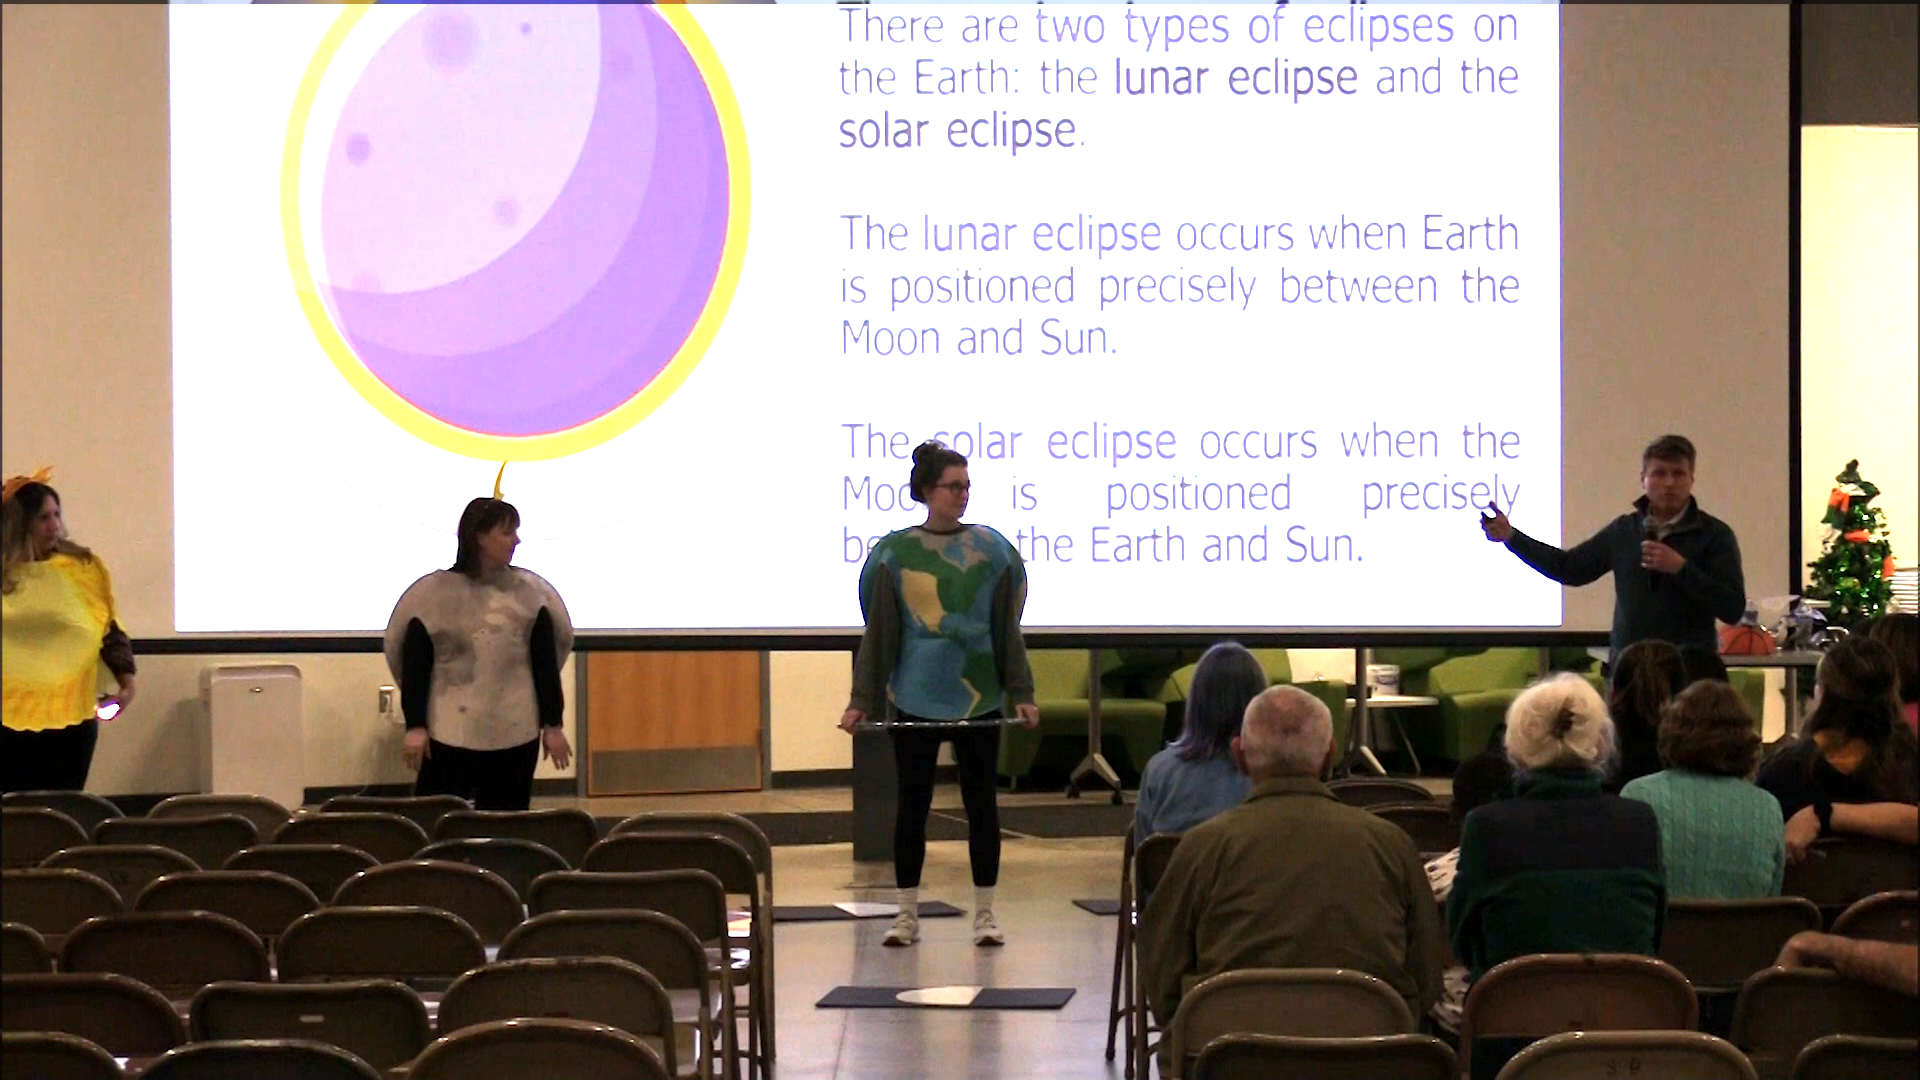 There are two types of eclipses on
the Earth: the lunar eclipse and the
solar eclipse.
The lunar eclipse occurs when Earth
is positioned precisely between the
Moon and Sun.
The solar eclipse occurs when the
is positioned precisely
the Earth and Sun.